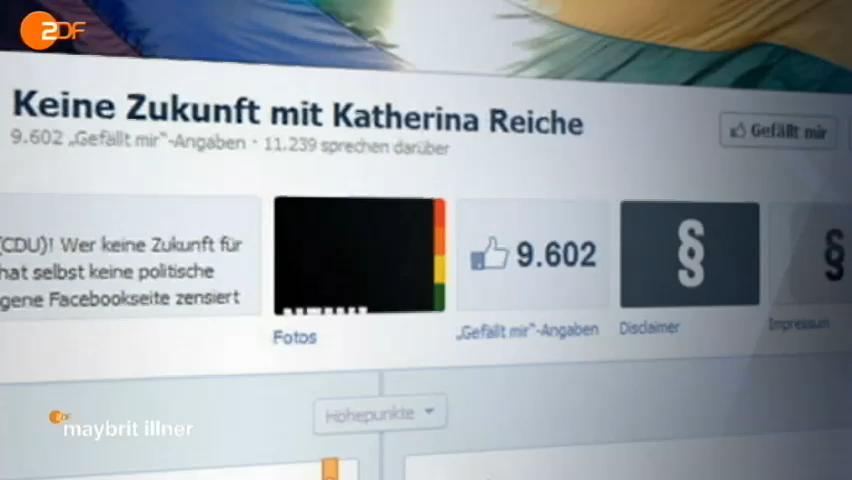 ZDF
Keine Zukunft mit Katherina Reiche
9.602 „Gefällt mir“-Angaben · 11.239 sprechen darüber
Gefällt mir
(CDU)! Wer keine Zukunft für
hat selbst keine politische
gene Facebookseite zensiert
9.602
§
§
Fotos
„Gefällt mir“-Angaben
Disclaimer
Impressum
Höhepunkte
ZDF
maybrit illner